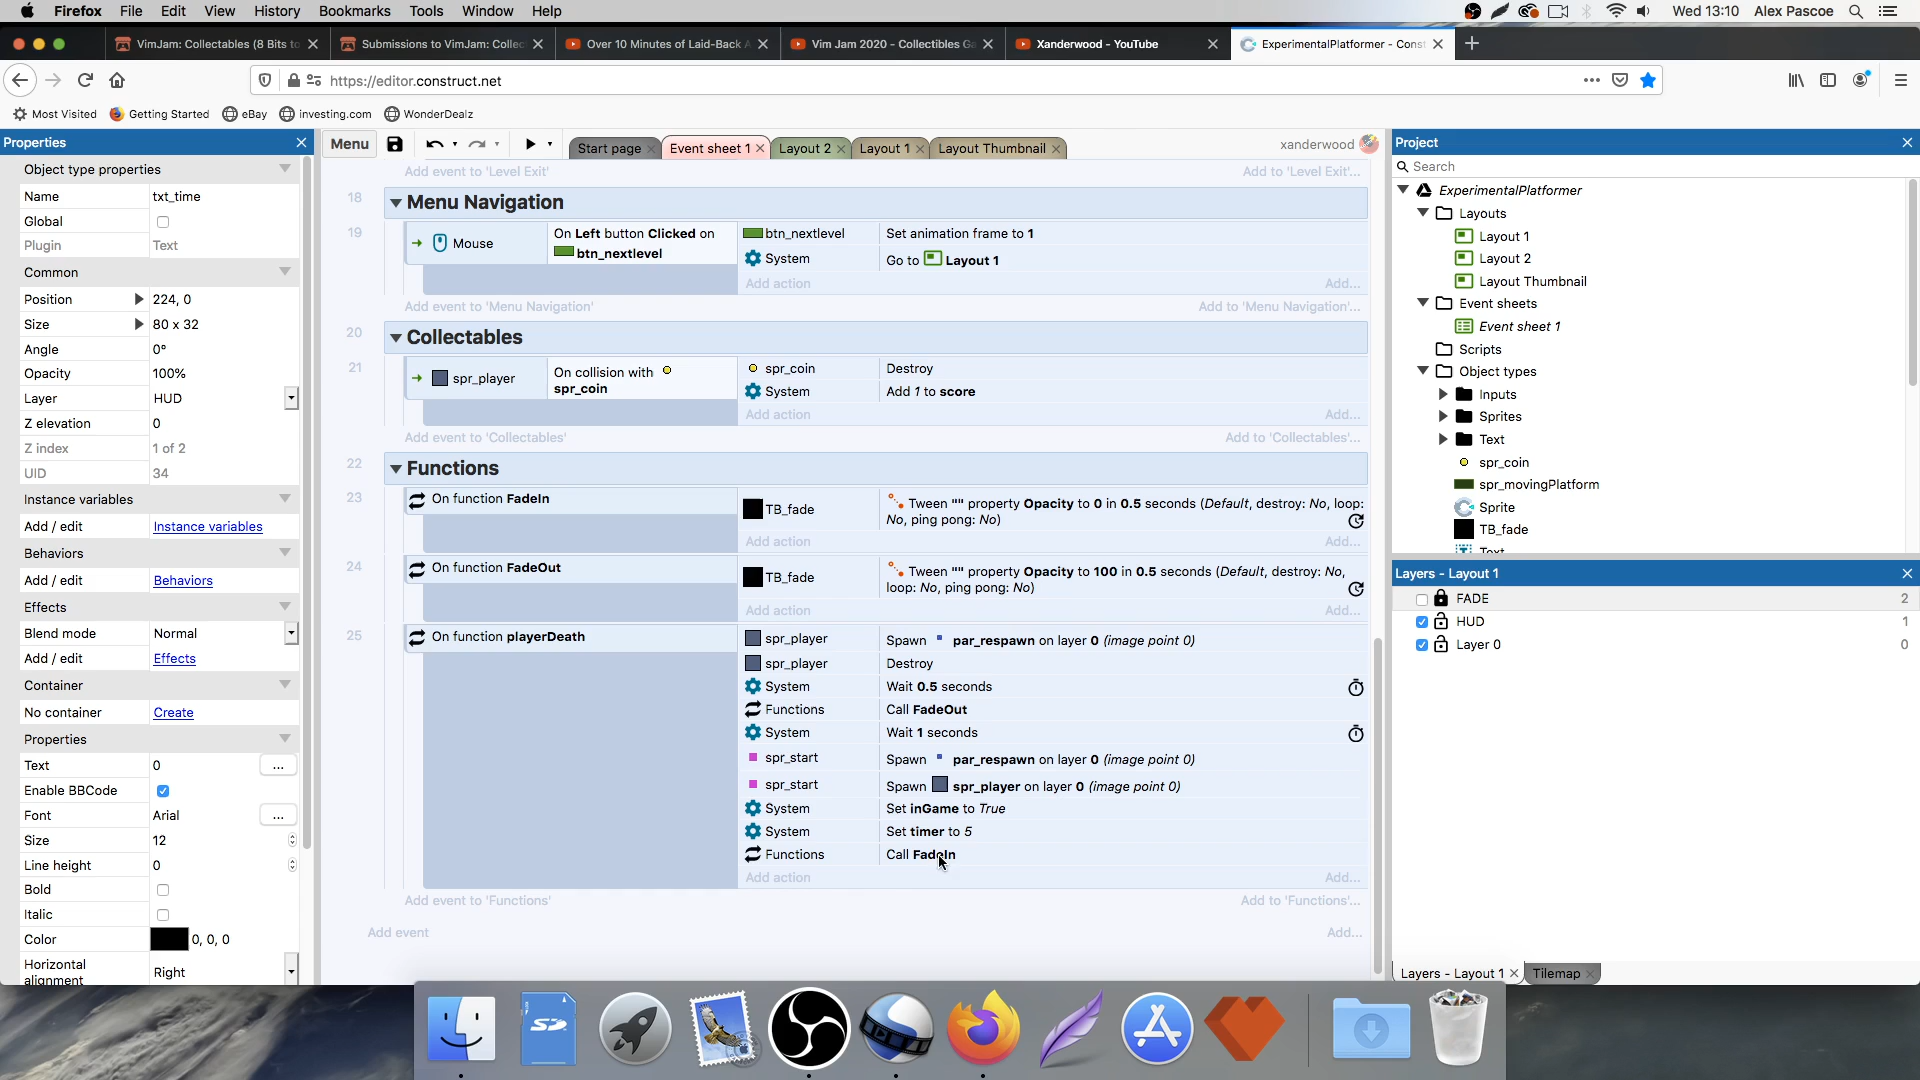 Firefox File Edit View History Bookmarks Tools Window Help Wed 13:10 Alex Pascoe
VimJam: Collectables (8 Bits to
Submissions to VimJam: Collec
Over 10 Minutes of Laid-Back A
Vim Jam 2020 - Collectibles Ga
Xanderwood - YouTube
ExperimentalPlatformer - Const
https://editor.construct.net
Most Visited Getting Started eBay investing.com WonderDealz
Properties
Object type properties
Name txt_time
Global
Plugin Text
Common
Position 224, 0
Size 80 x 32
Angle 0°
Opacity 100%
Layer HUD
Z elevation 0
Z index 1 of 2
UID 34
Instance variables
Add / edit Instance variables
Behaviors
Add / edit Behaviors
Effects
Blend mode Normal
Add / edit Effects
Container
No container Create
Properties
Text 0 ...
Enable BBCode
Font Arial ...
Size 12
Line height 0
Bold
Italic
Color 0, 0, 0
Horizontal
alignment Right
Menu
Start page Event sheet 1 Layout 2 Layout 1 Layout Thumbnail
xanderwood
Add event to 'Level Exit' Add to 'Level Exit'...
18 Menu Navigation
19 Mouse On Left button Clicked on
btn_nextlevel
btn_nextlevel Set animation frame to 1
System Go to Layout 1
Add action Add...
Add event to 'Menu Navigation' Add to 'Menu Navigation'...
20 Collectables
21 spr_player On collision with
spr_coin
spr_coin Destroy
System Add 1 to score
Add action Add...
Add event to 'Collectables' Add to 'Collectables'...
22 Functions
23 On function FadeIn
TB_fade Tween "" property Opacity to 0 in 0.5 seconds (Default, destroy: No, loop:
No, ping pong: No)
Add action Add...
24 On function FadeOut
TB_fade Tween "" property Opacity to 100 in 0.5 seconds (Default, destroy: No,
loop: No, ping pong: No)
Add action Add...
25 On function playerDeath
spr_player Spawn par_respawn on layer 0 (image point 0)
spr_player Destroy
System Wait 0.5 seconds
Functions Call FadeOut
System Wait 1 seconds
spr_start Spawn par_respawn on layer 0 (image point 0)
spr_start Spawn spr_player on layer 0 (image point 0)
System Set inGame to True
System Set timer to 5
Functions Call FadeIn
Add action Add...
Add event to 'Functions' Add to 'Functions'...
Add event Add...
Project
Search
ExperimentalPlatformer
Layouts
Layout 1
Layout 2
Layout Thumbnail
Event sheets
Event sheet 1
Scripts
Object types
Inputs
Sprites
Text
spr_coin
spr_movingPlatform
Sprite
TB_fade
Text
Layers - Layout 1
FADE 2
HUD 1
Layer 0 0
Layers - Layout 1 Tilemap
SD